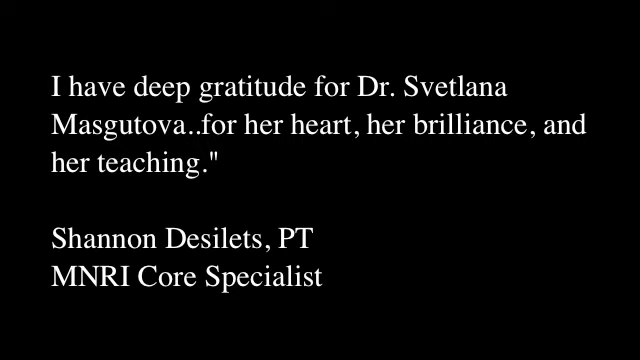 I have deep gratitude for Dr. Svetlana
Masgutova..for her heart, her brilliance, and
her teaching."
Shannon Desilets, PT
MNRI Core Specialist